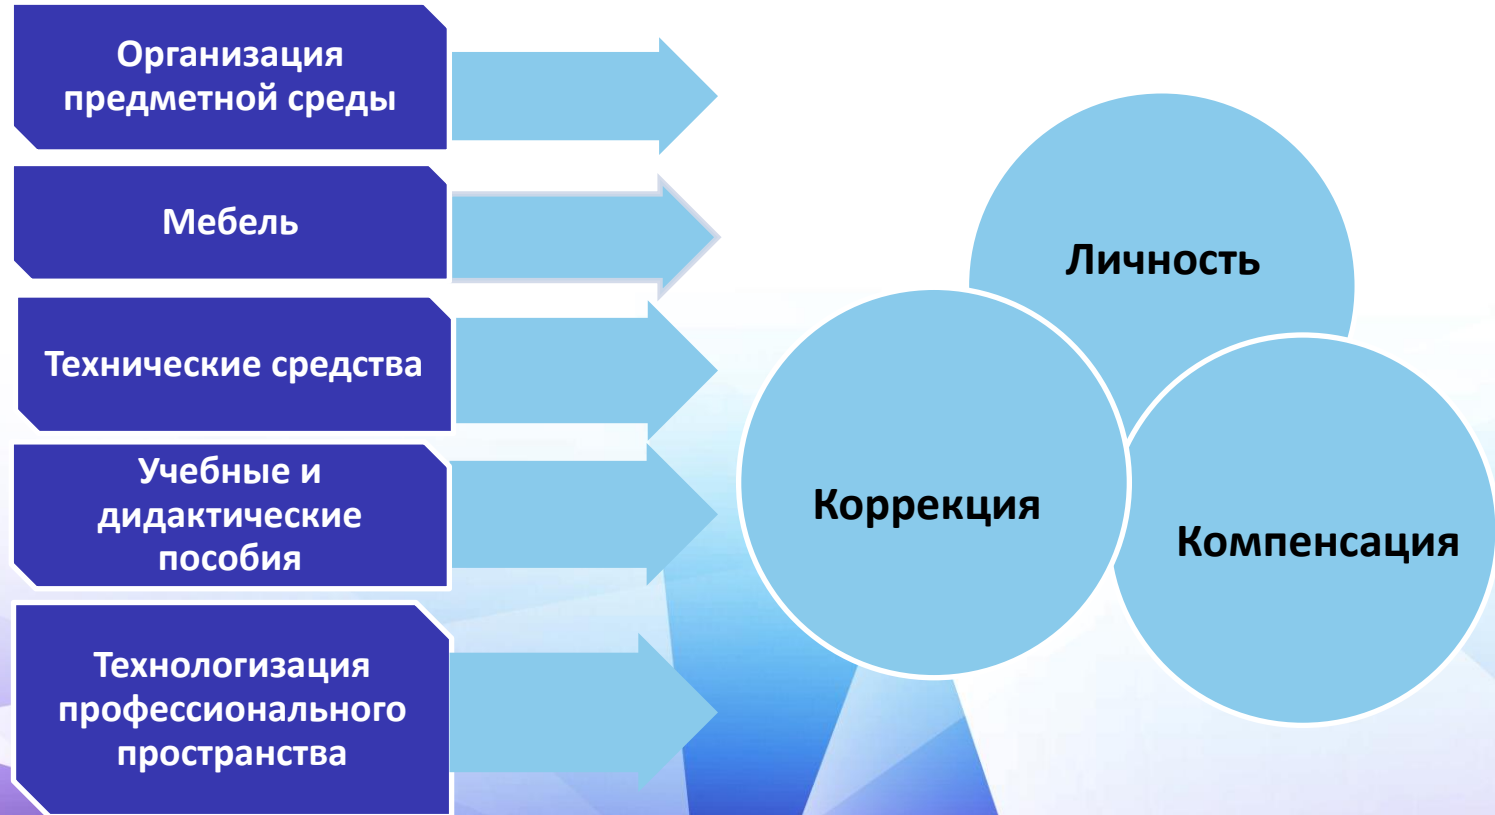 Организация
предметной среды
Мебель
Технические средства
Учебные и
дидактические
пособия
Технологизация
профессионального
пространства
Личность
Коррекция
Компенсация